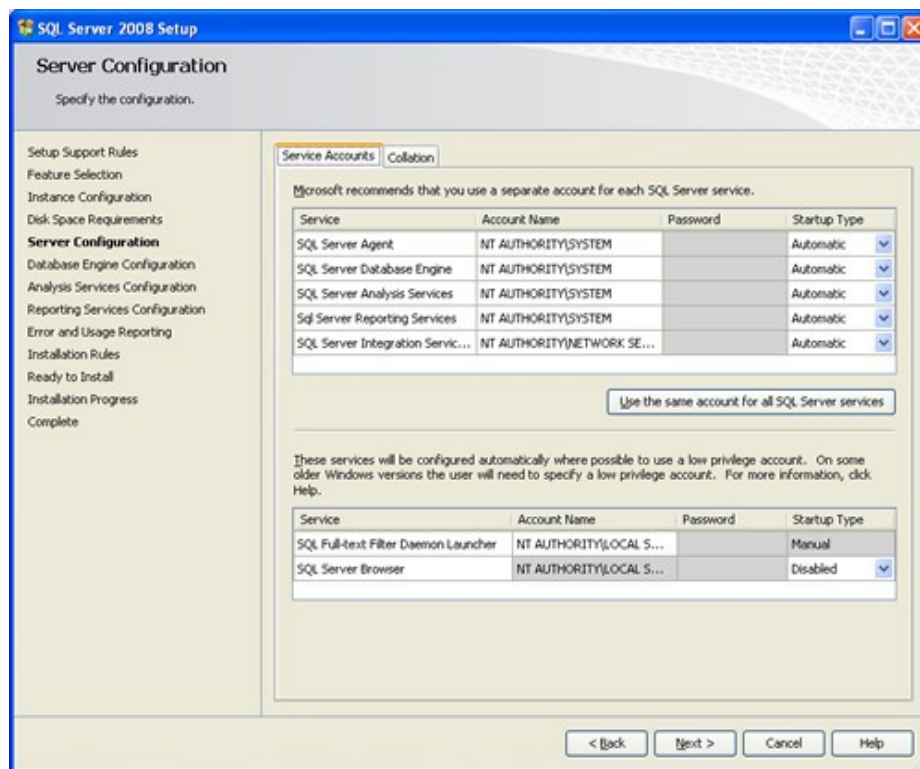 SQL Server 2008 Setup
Server Configuration
Specify the configuration.
Setup Support Rules
Feature Selection
Instance Configuration
Disk Space Requirements
Server Configuration
Database Engine Configuration
Analysis Services Configuration
Reporting Services Configuration
Error and Usage Reporting
Installation Rules
Ready to Install
Installation Progress
Complete
Service Accounts Collation
Microsoft recommends that you use a separate account for each SQL Server service.
Service Account Name Password Startup Type
SQL Server Agent NT AUTHORITY\SYSTEM Automatic
SQL Server Database Engine NT AUTHORITY\SYSTEM Automatic
SQL Server Analysis Services NT AUTHORITY\SYSTEM Automatic
Sql Server Reporting Services NT AUTHORITY\SYSTEM Automatic
SQL Server Integration Servic... NT AUTHORITY\NETWORK SE... Automatic
Use the same account for all SQL Server services
These services will be configured automatically where possible to use a low privilege account. On some
older Windows versions the user will need to specify a low privilege account. For more information, click
Help.
Service Account Name Password Startup Type
SQL Full-text Filter Daemon Launcher NT AUTHORITY\LOCAL S... Manual
SQL Server Browser NT AUTHORITY\LOCAL S... Disabled
< Back Next > Cancel Help